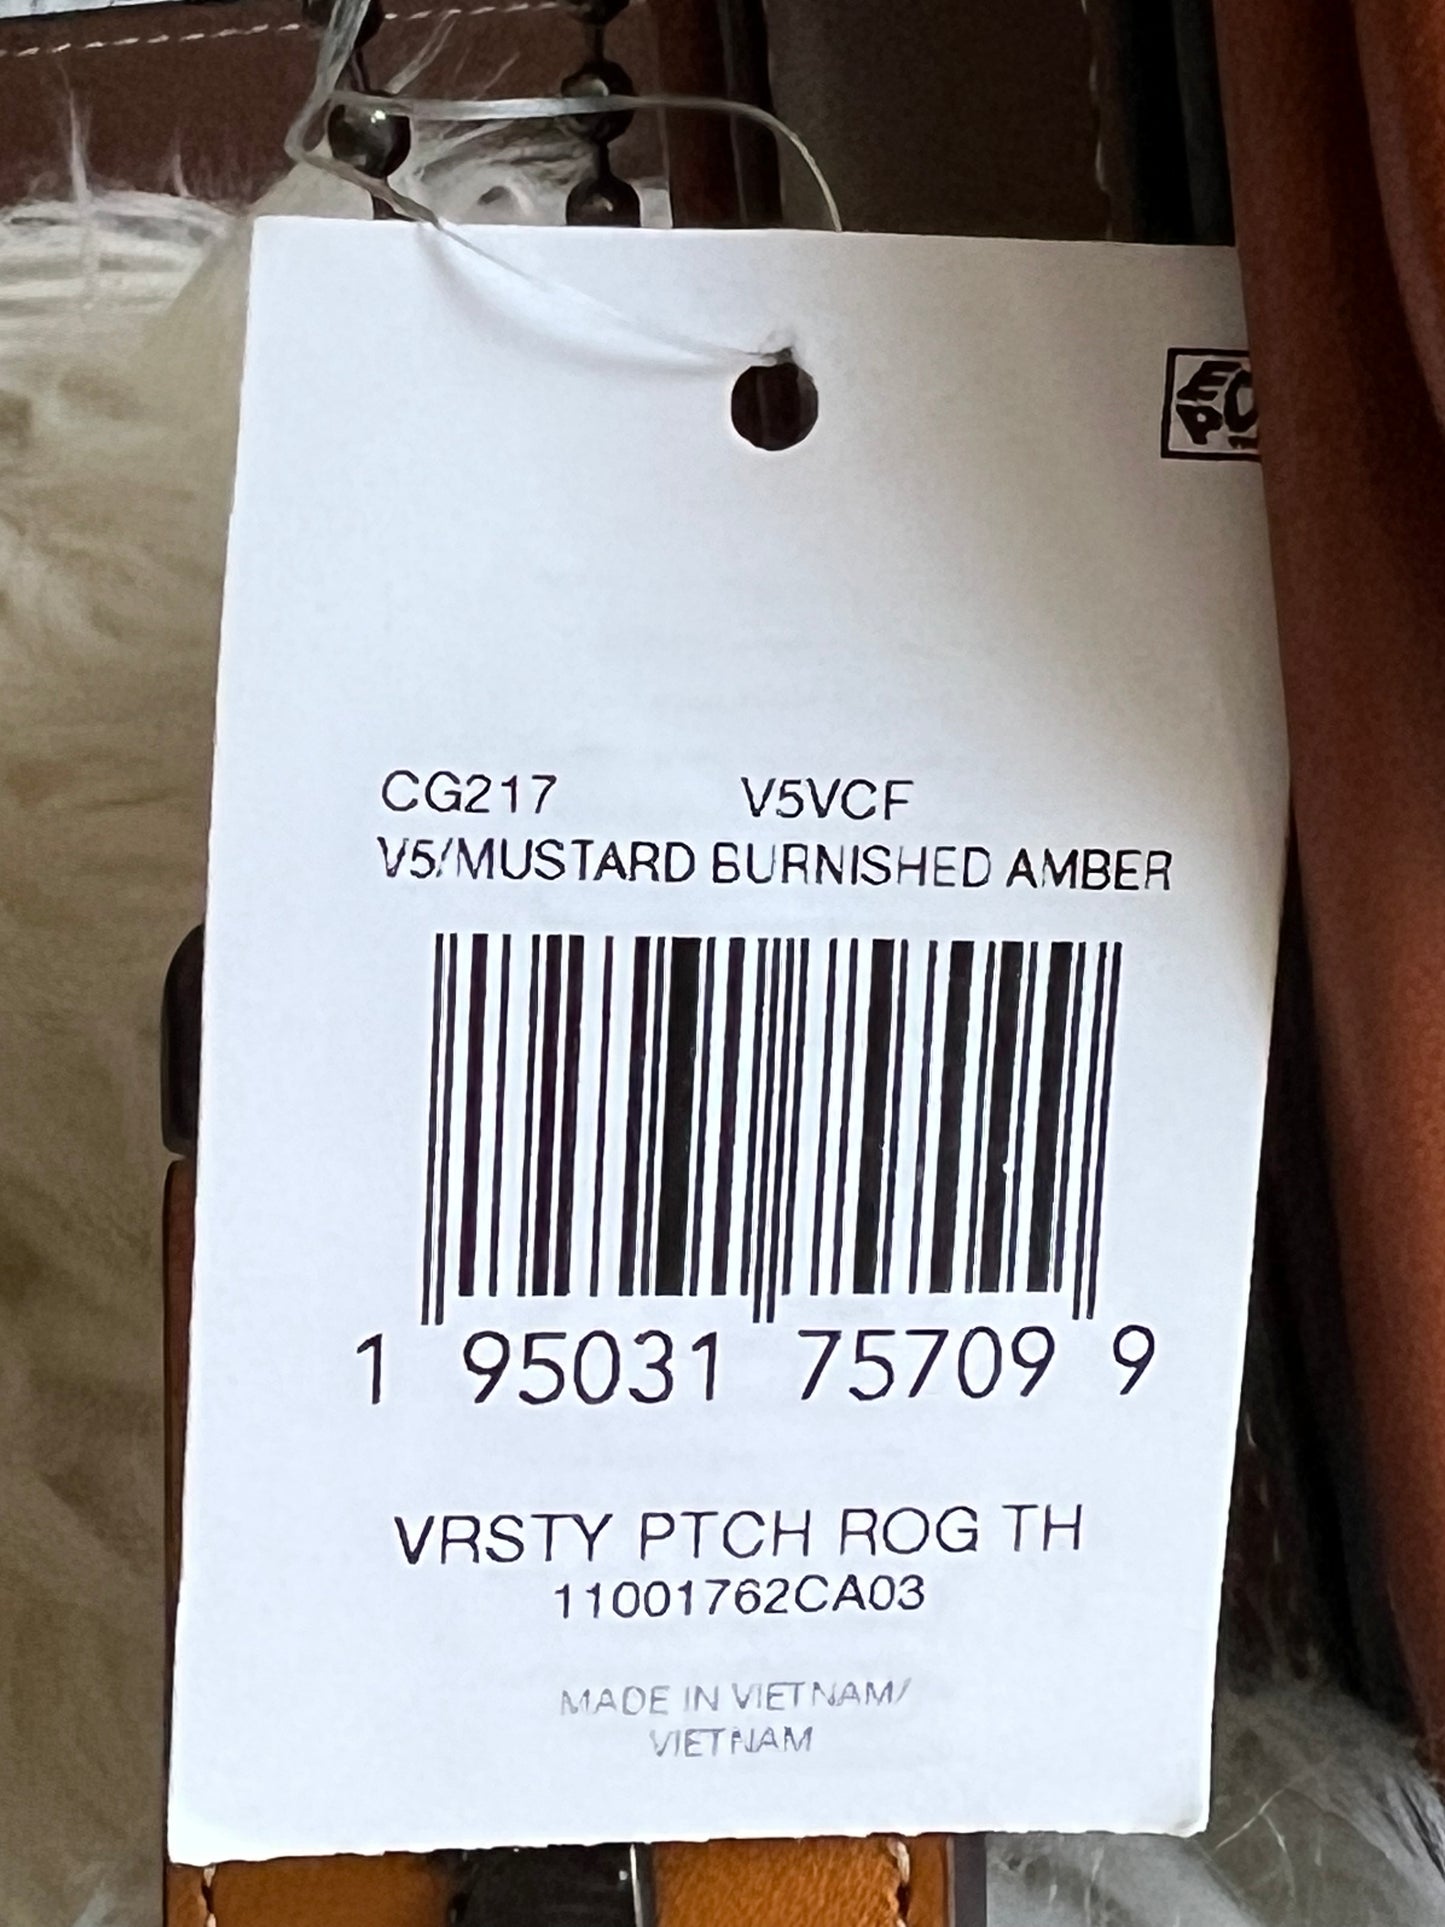 CG217 V5VCF
V5/MUSTARD BURNISHED AMBER
1 95031 75709 9
VRSTY PTCH ROG TH
11001762CA03
MADE IN VIETNAM/
VIETNAM